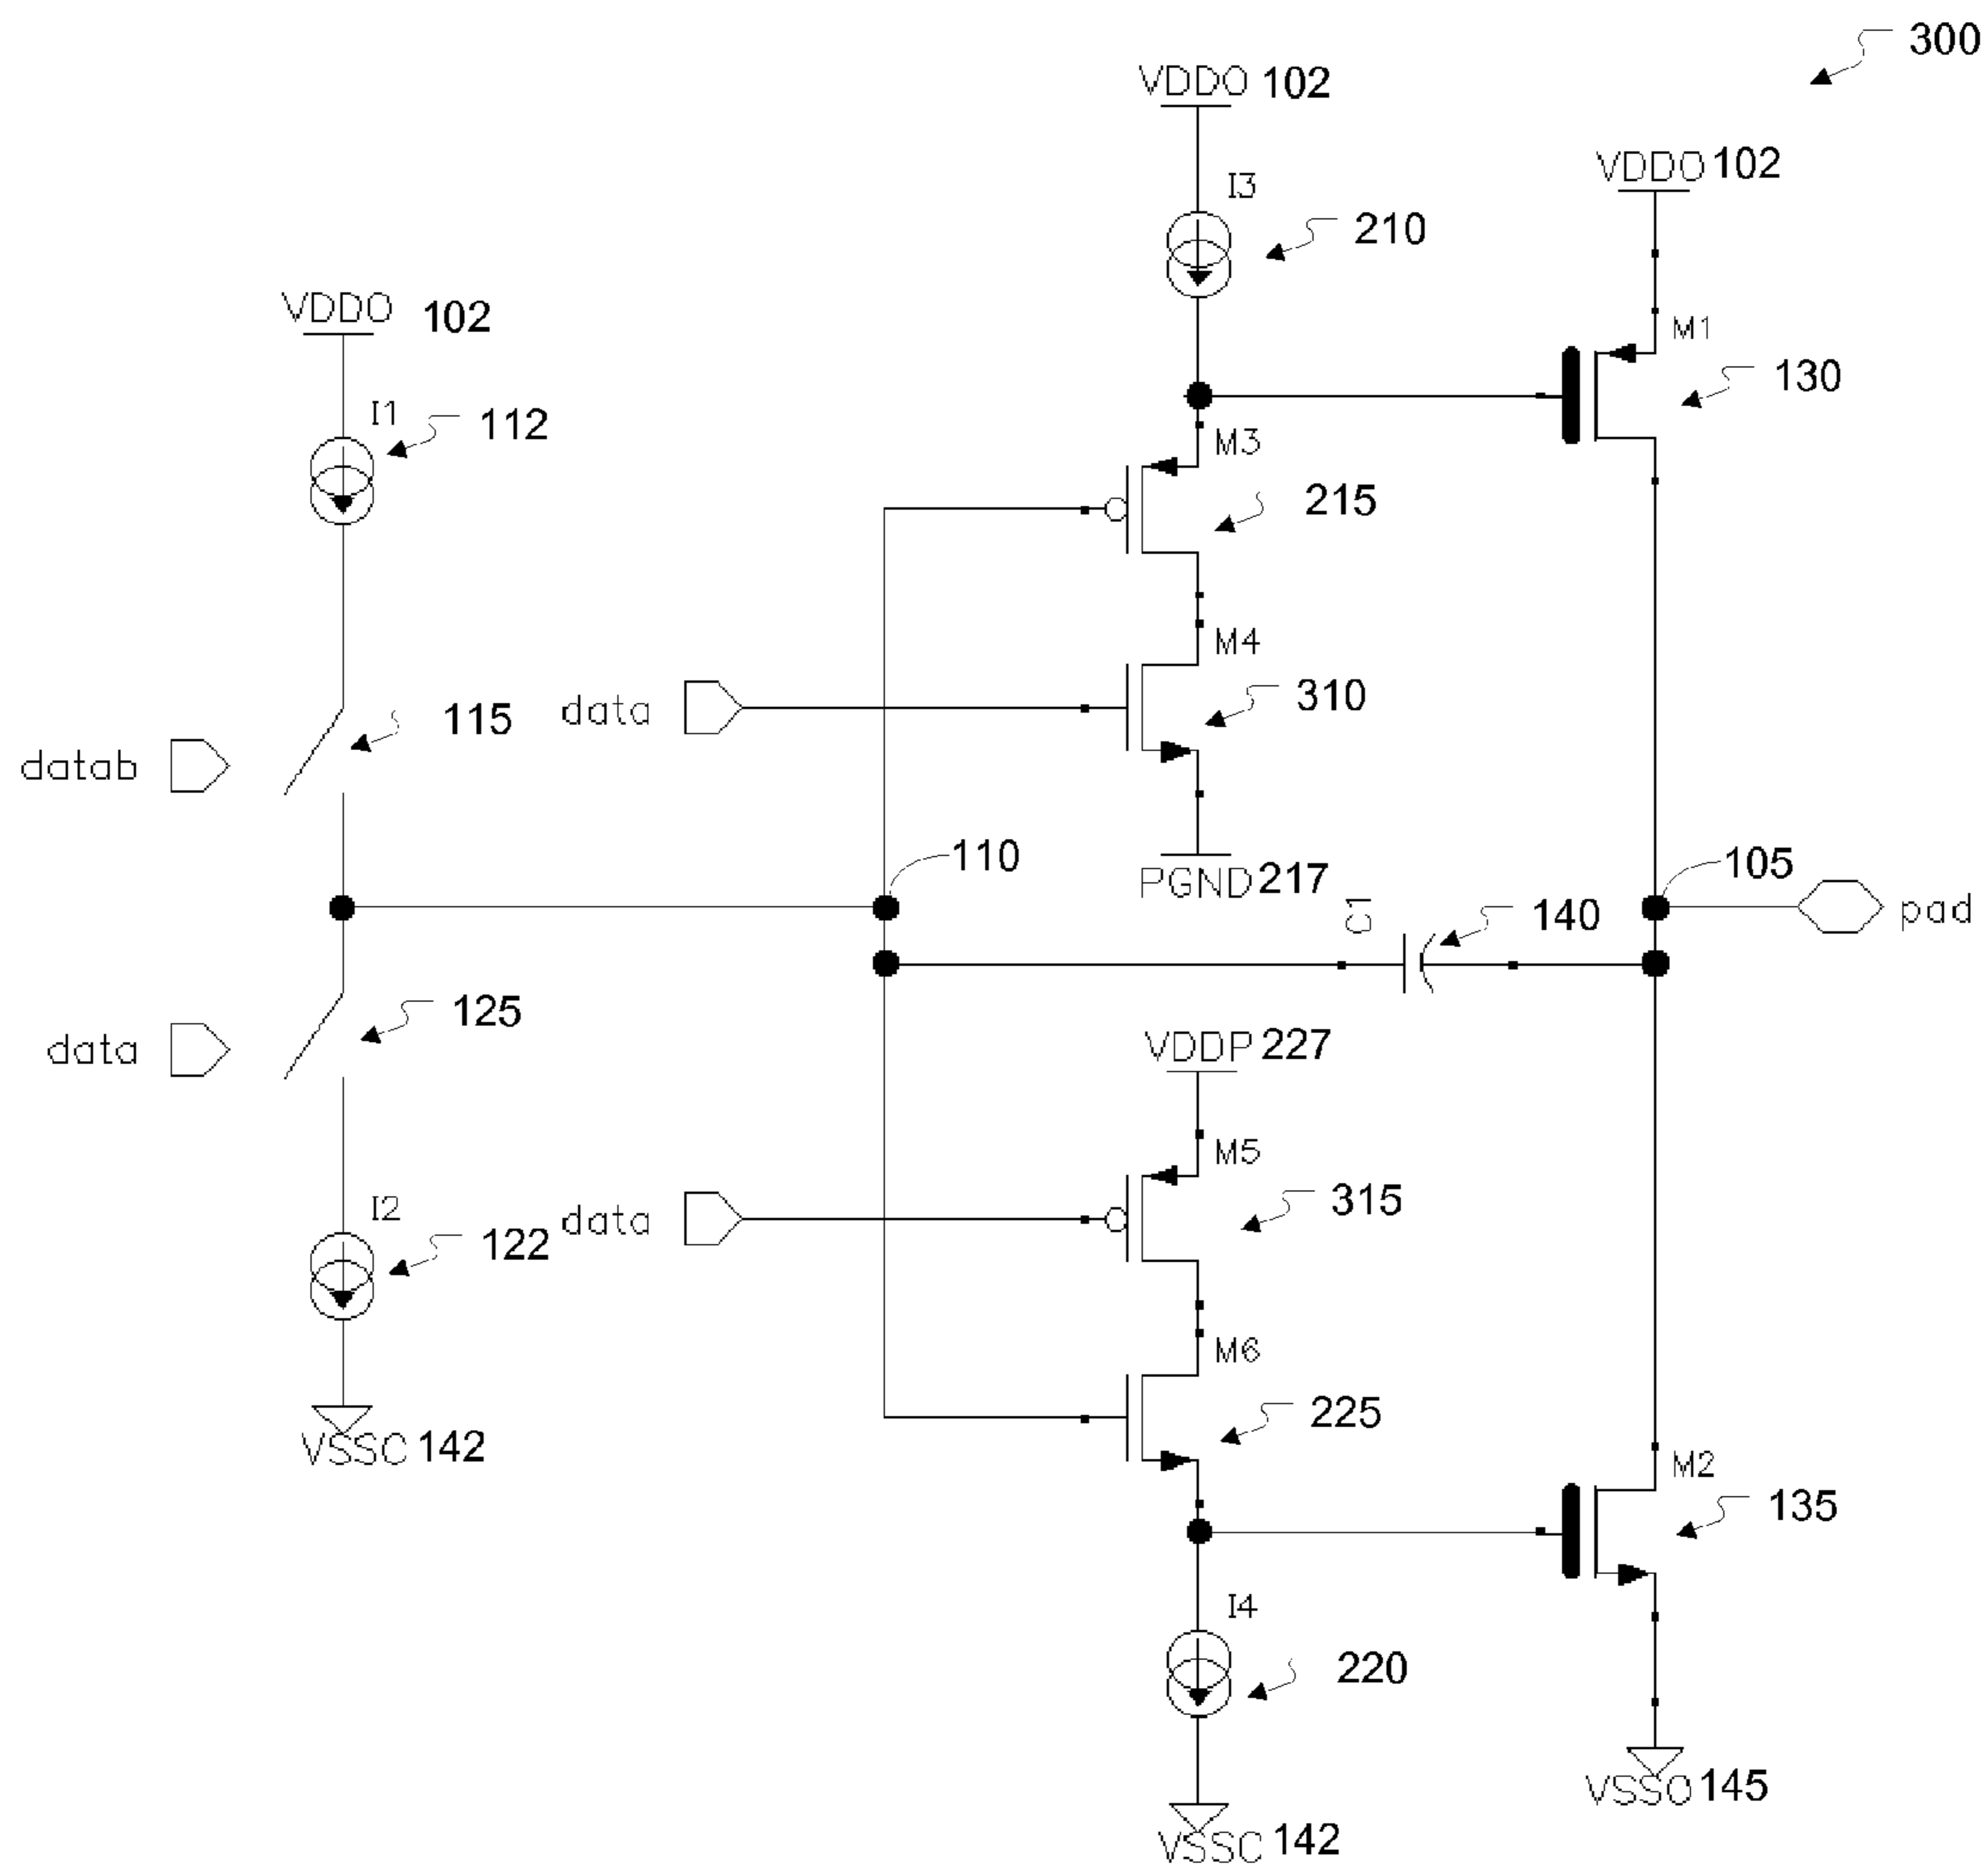 300
VDDO 102
VDDO 102
I3
210
VDDO 102
M1
130
I1
112
M3
215
M4
data
310
115
datab
110
PGND 217
105
C1
140
pad
125
data
VDDP 227
M5
315
data
I2
122
M6
225
VSSC 142
M2
135
I4
220
VSSO 145
VSSC 142